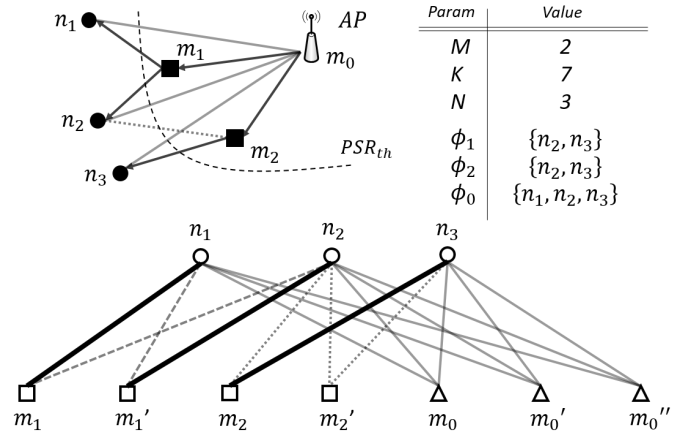 n₁
AP
m₁
m₀
n₂
m₂
n₃
PSR_th
Param Value
M 2
K 7
N 3
ϕ₁ {n₂, n₃}
ϕ₂ {n₂, n₃}
ϕ₀ {n₁, n₂, n₃}
n₁ n₂ n₃
m₁ m₁′ m₂ m₂′ m₀ m₀′ m₀′′